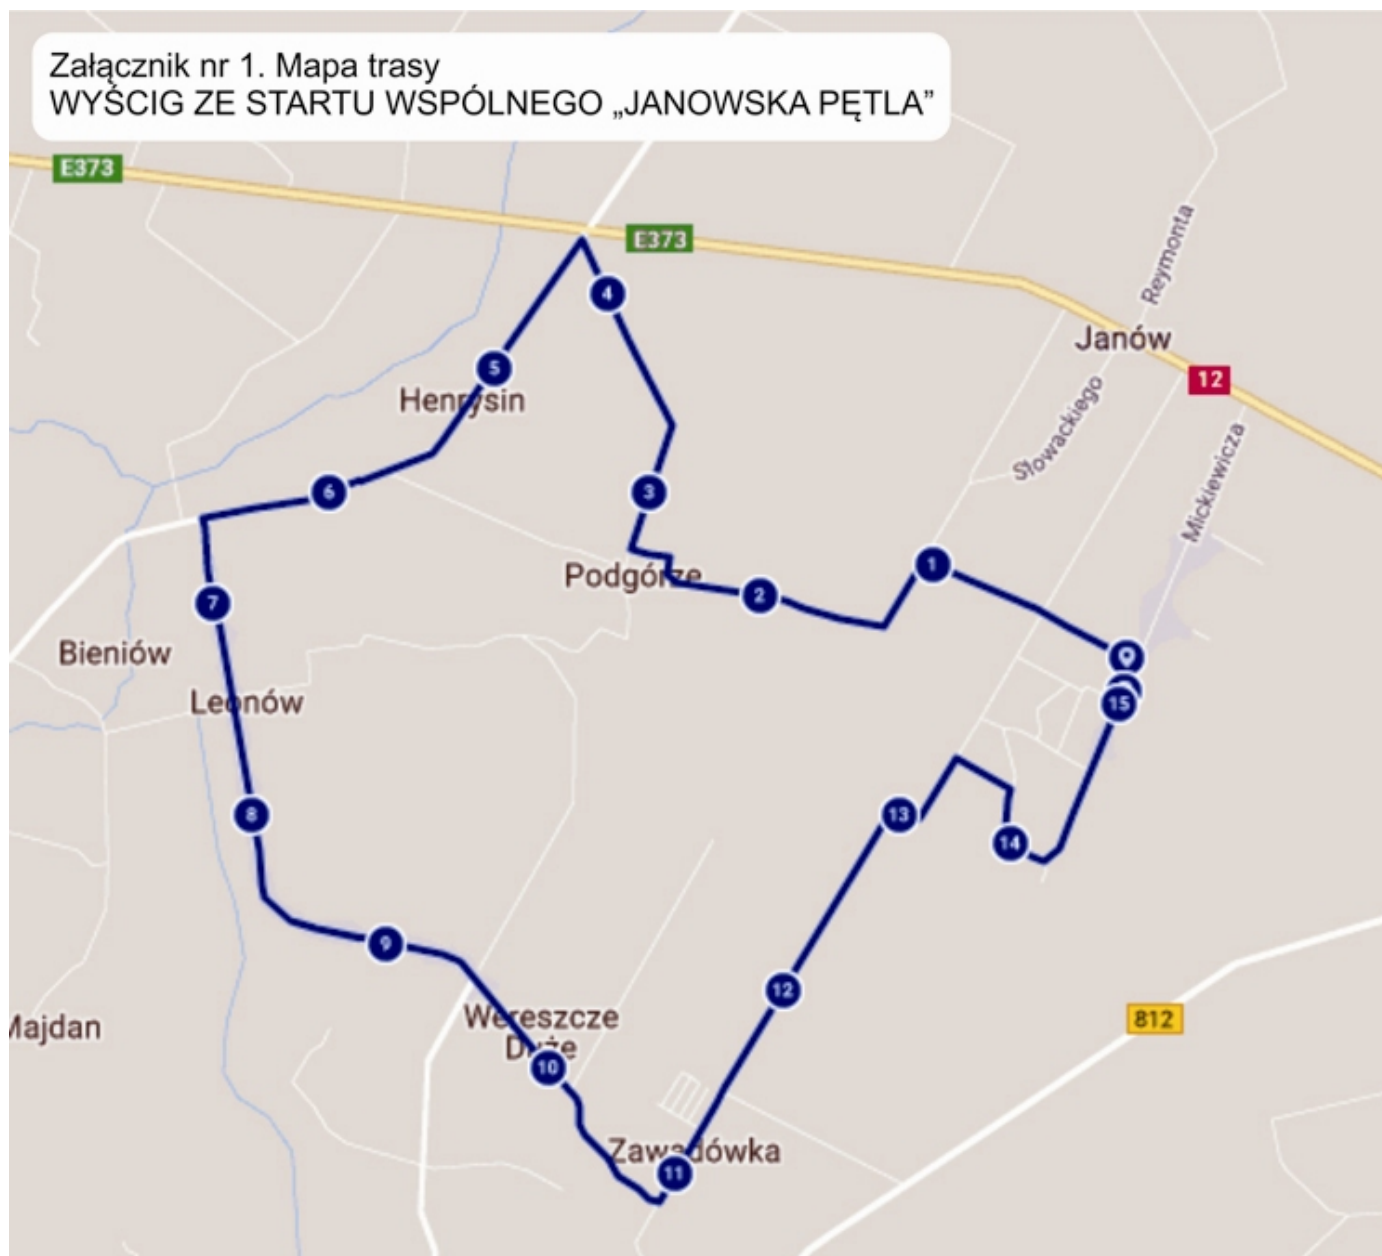 Załącznik nr 1. Mapa trasy
WYŚCIG ZE STARTU WSPÓLNEGO „JANOWSKA PĘTLA”
E373
E373
Reymonta
4
Janów
12
5
Henrysin
Słowackiego
Mickiewicza
6
3
1
Podgórze
2
7
Bieniów
Leonów
15
8
13
14
9
12
Wereszcze
Duże
Majdan
812
10
Zawadówka
11